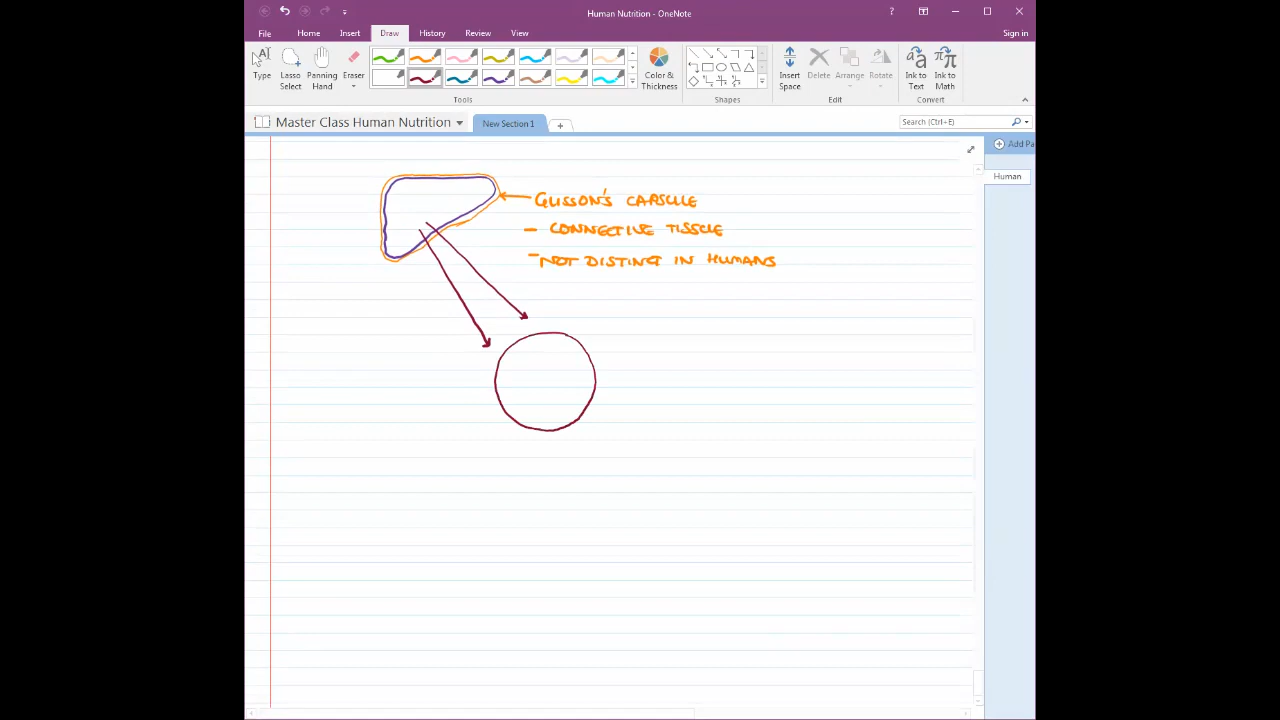 Human Nutrition - OneNote
File Home Insert Draw History Review View Sign in
Type Lasso Select Panning Hand Eraser Color & Thickness Insert Space Delete Arrange Rotate Ink to Text Ink to Math
Tools Shapes Edit Convert
Master Class Human Nutrition New Section 1 Search (Ctrl+E)
Add Pa
Human
GLISSON'S CAPSULE
- CONNECTIVE TISSUE
- NOT DISTINCT IN HUMANS